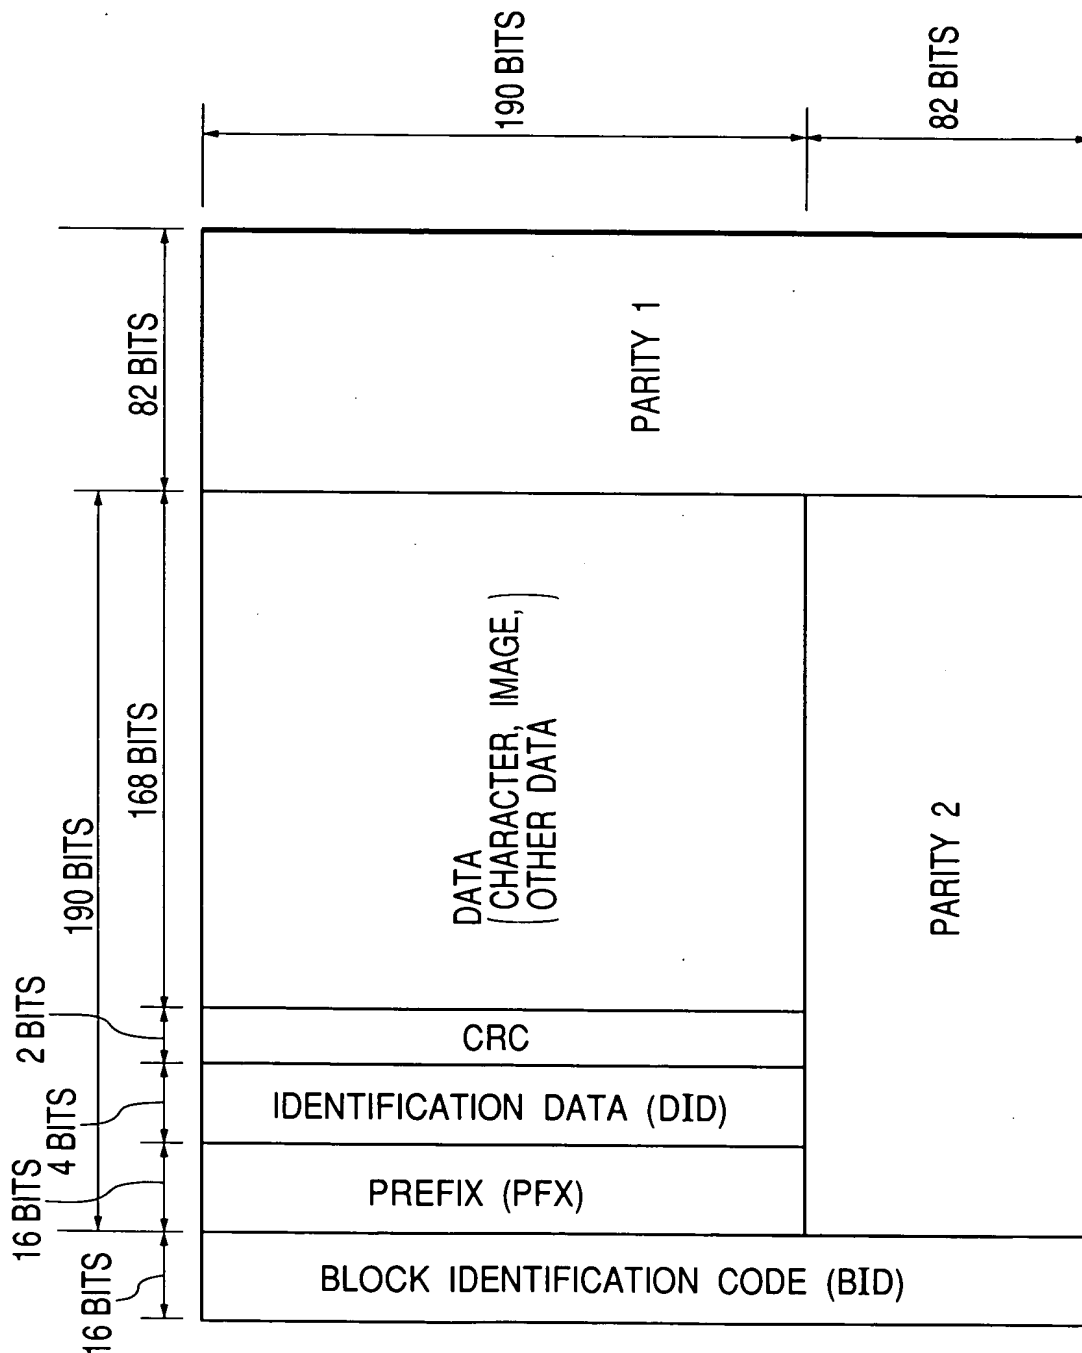 190 BITS
82 BITS
82 BITS
PARITY 1
190 BITS
168 BITS
DATA
(CHARACTER, IMAGE,
OTHER DATA)
PARITY 2
2 BITS
CRC
4 BITS
IDENTIFICATION DATA (DID)
16 BITS
PREFIX (PFX)
16 BITS
BLOCK IDENTIFICATION CODE (BID)